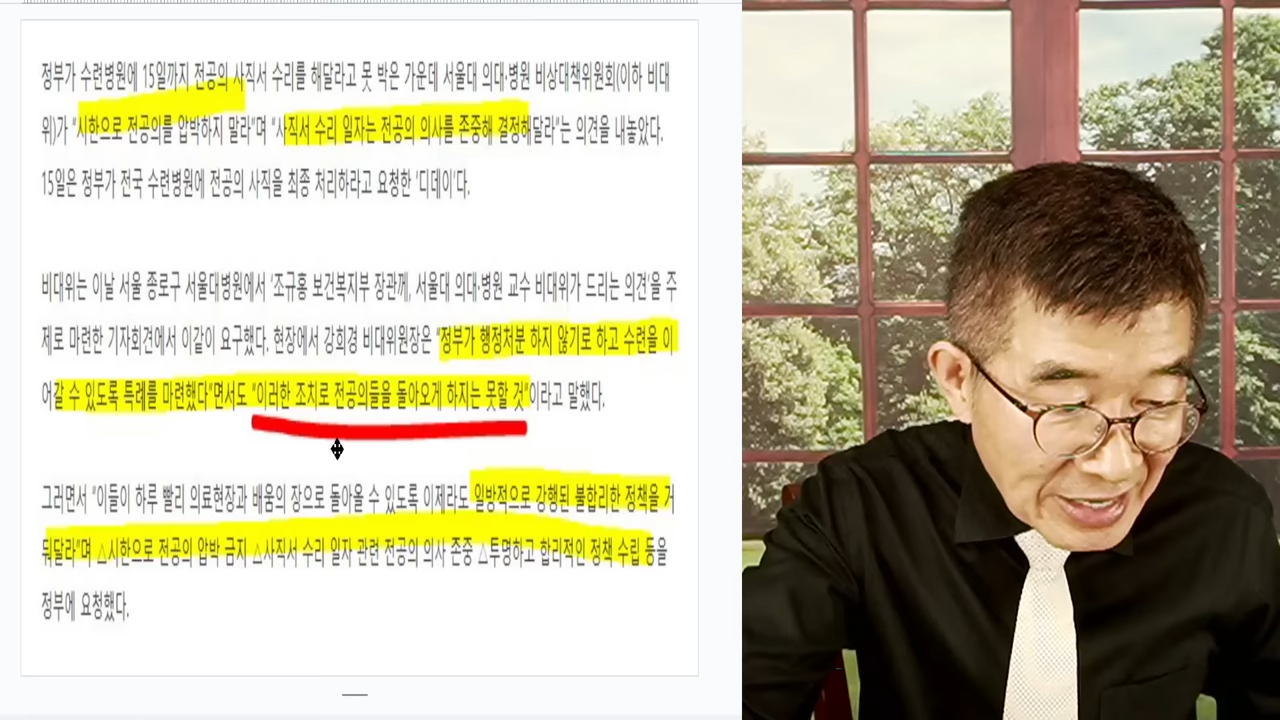 정부가 수련병원에 15일까지 전공의 사직서 수리를 해달라고 못 박은 가운데 서울대 의대·병원 비상대책위원회(이하 비대
위)가 “시한으로 전공의를 압박하지 말라”며 “사직서 수리 일자는 전공의 의사를 존중해 결정해달라”는 의견을 내놓았다.
15일은 정부가 전국 수련병원에 전공의 사직을 최종 처리하라고 요청한 '디데이'다.
비대위는 이날 서울 종로구 서울대병원에서 '조규홍 보건복지부 장관께, 서울대 의대·병원 교수 비대위가 드리는 의견'을 주
제로 마련한 기자회견에서 이같이 요구했다. 현장에서 강희경 비대위원장은 “정부가 행정처분 하지 않기로 하고 수련을 이
어갈 수 있도록 특례를 마련했다”면서도 “이러한 조치로 전공의들을 돌아오게 하지는 못할 것”이라고 말했다.
그러면서 “이들이 하루 빨리 의료현장과 배움의 장으로 돌아올 수 있도록 이제라도 일방적으로 강행된 불합리한 정책을 거
둬달라”며 △시한으로 전공의 압박 금지 △사직서 수리 일자 관련 전공의 의사 존중 △투명하고 합리적인 정책 수립 등을
정부에 요청했다.